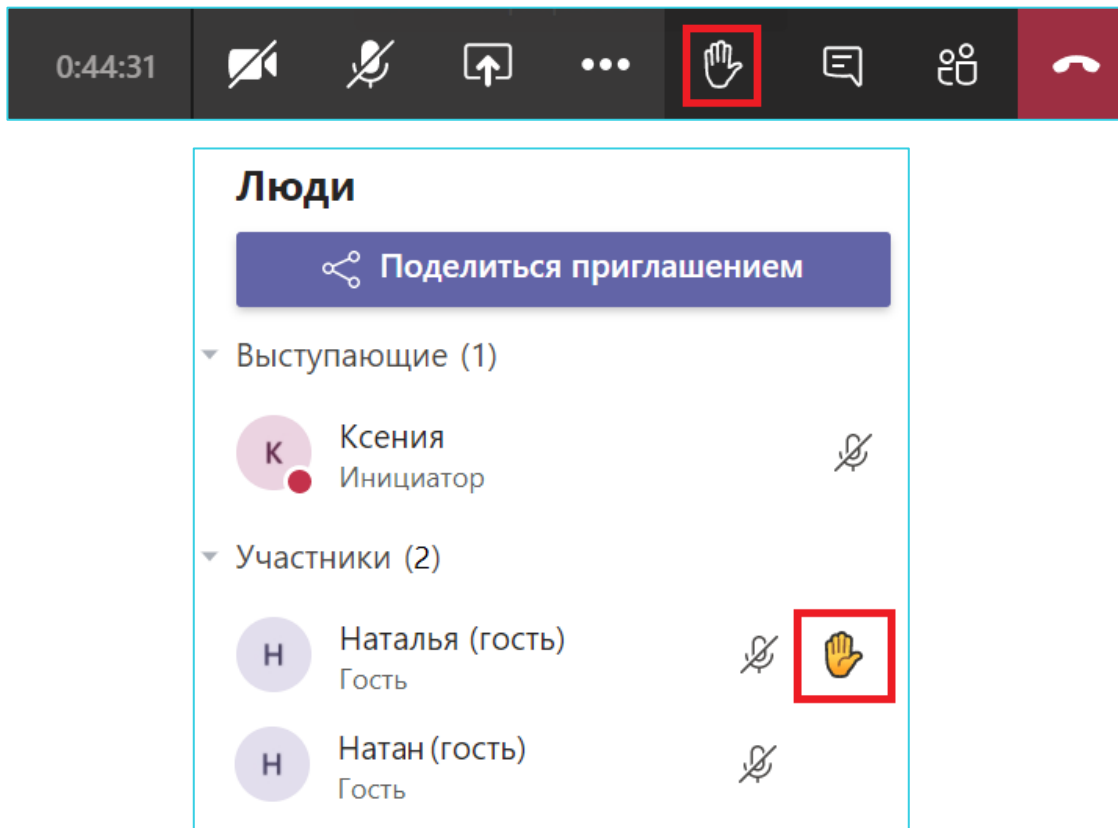 0:44:31
Люди
Поделиться приглашением
Выступающие (1)
К
Ксения
Инициатор
Участники (2)
Н
Наталья (гость)
Гость
Н
Натан (гость)
Гость